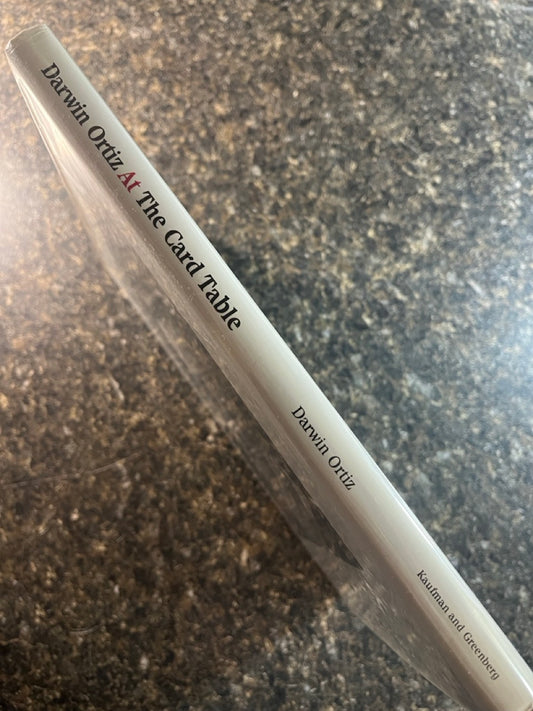 Darwin Ortiz At The Card Table
Darwin Ortiz
Kaufman and Greenberg